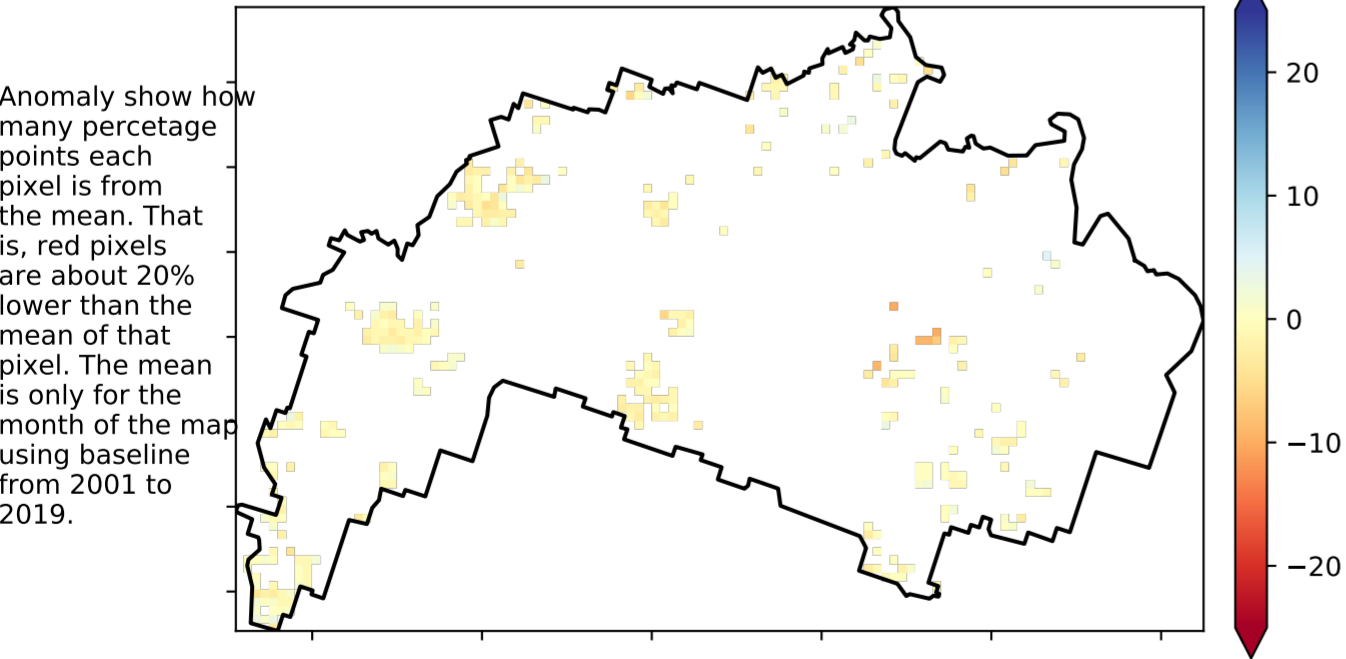 Anomaly show how
many percetage
points each
pixel is from
the mean. That
is, red pixels
are about 20%
lower than the
mean of that
pixel. The mean
is only for the
month of the map
using baseline
from 2001 to
2019.
20
10
0
−10
−20